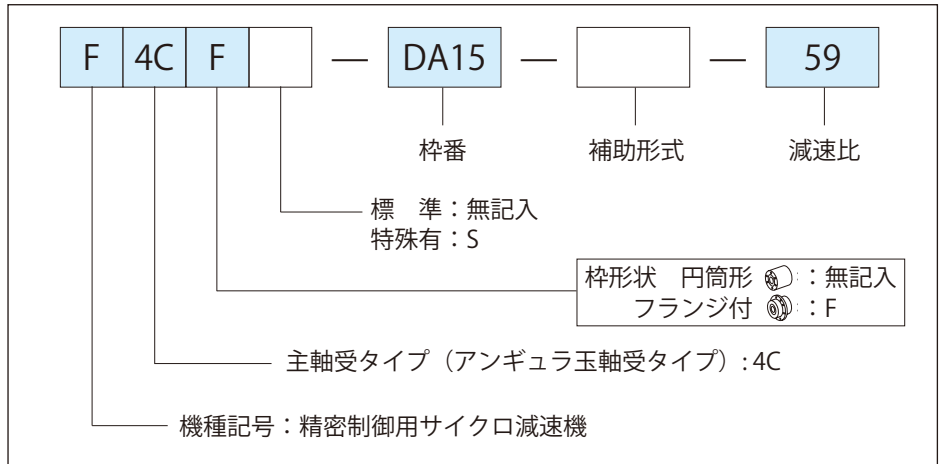 F 4C F — DA15 — — 59
枠番 補助形式 減速比
標　準：無記入
特殊有：S
枠形状　円筒形 ：無記入
フランジ付 ：F
主軸受タイプ（アンギュラ玉軸受タイプ）: 4C
機種記号：精密制御用サイクロ減速機